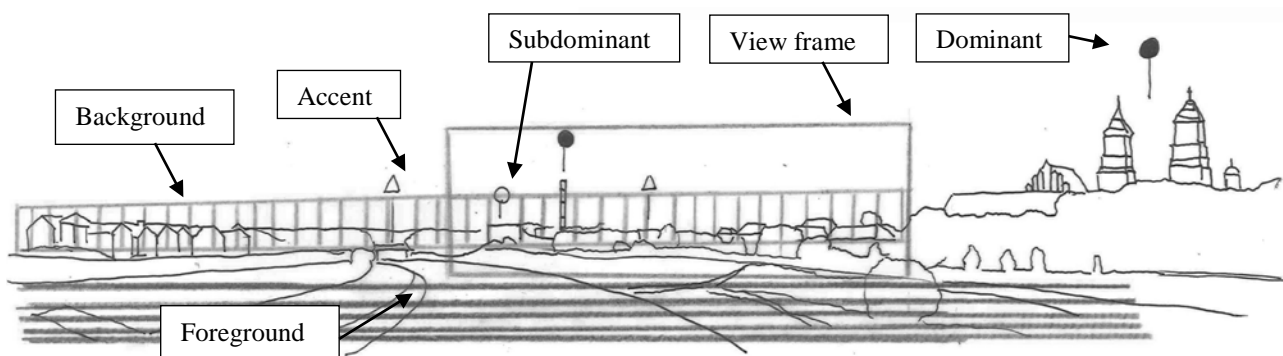 Subdominant
View frame
Dominant
Accent
Background
Foreground